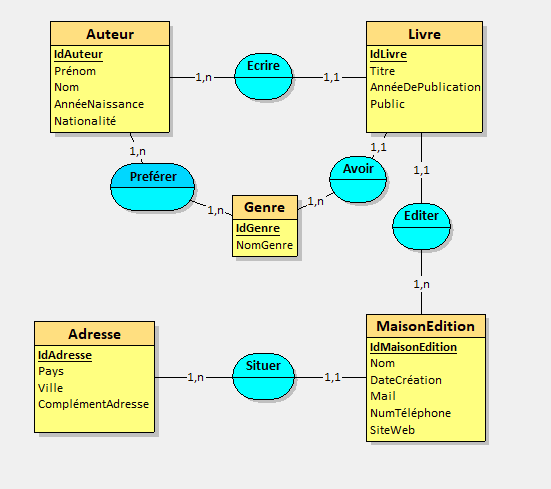 Auteur
IdAuteur
Prénom
Nom
AnnéeNaissance
Nationalité
1,n
Ecrire
1,1
Livre
IdLivre
Titre
AnnéeDePublication
Public
1,n
Preférer
1,n
Genre
IdGenre
NomGenre
1,n
Avoir
1,1
1,1
Editer
1,n
Adresse
IdAdresse
Pays
Ville
ComplémentAdresse
1,n
Situer
1,1
MaisonEdition
IdMaisonEdition
Nom
DateCréation
Mail
NumTéléphone
SiteWeb